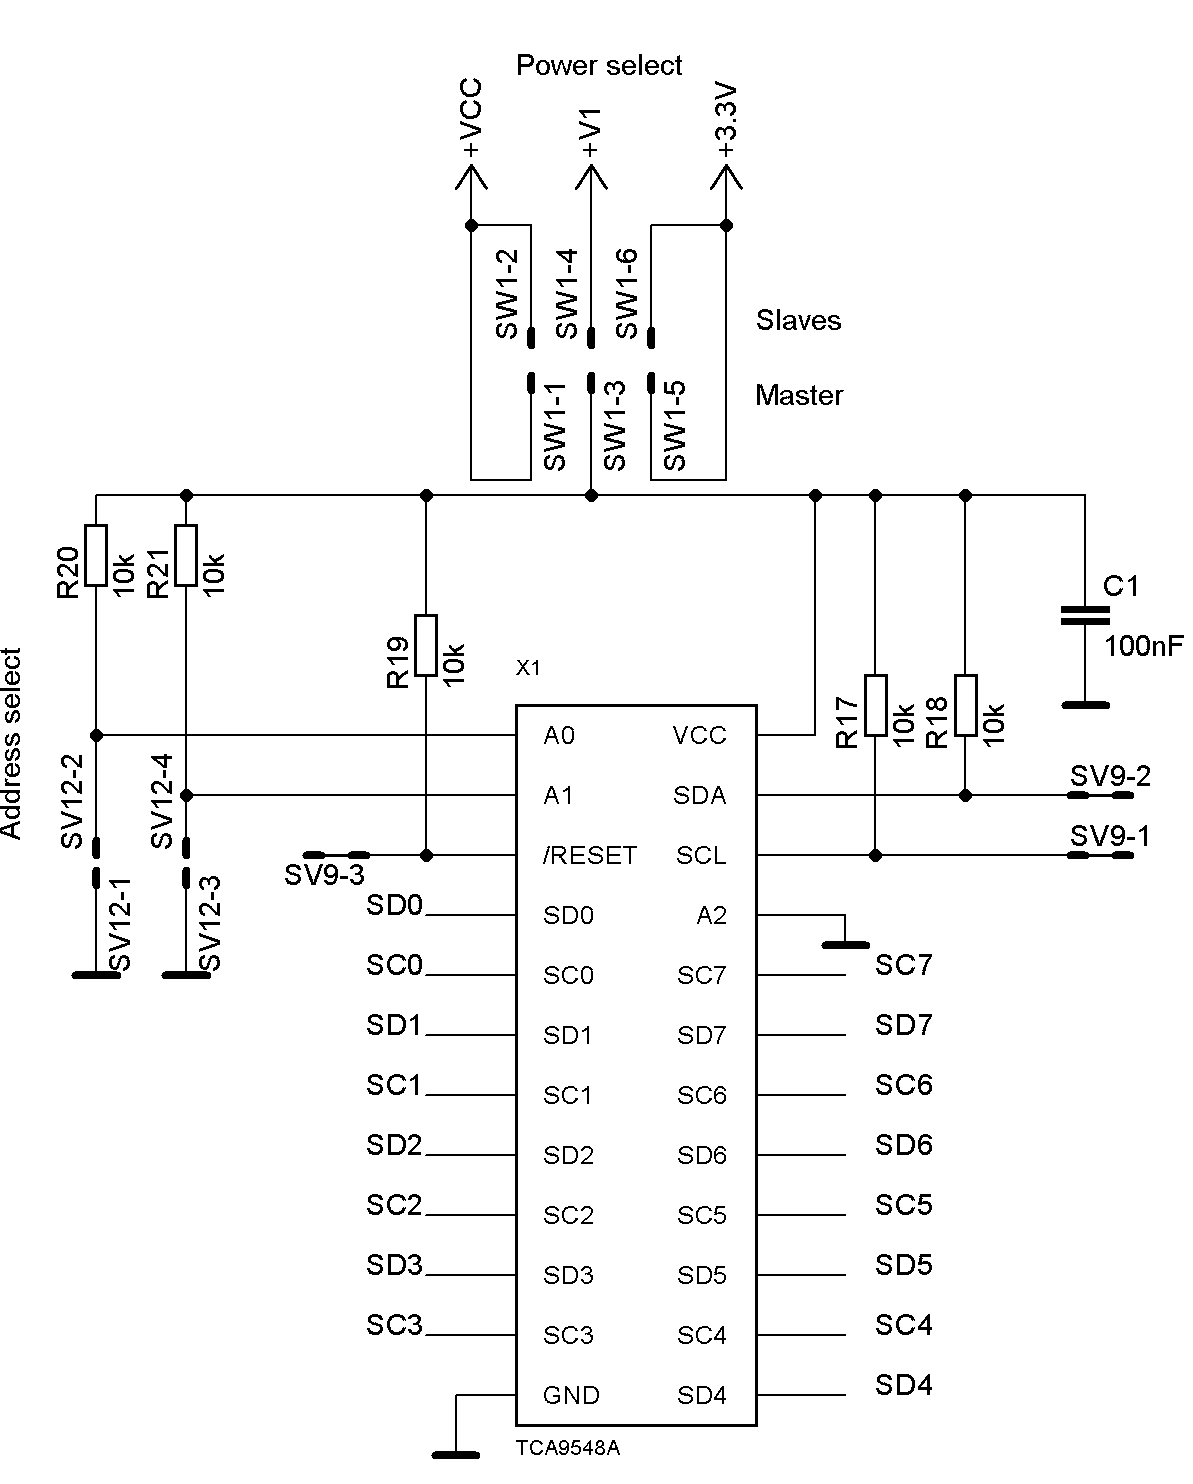 Power select
+VCC
+V1
+3.3V
SW1-2
SW1-4
SW1-6
Slaves
SW1-1
SW1-3
SW1-5
Master
R20
10k
R21
10k
R19
10k
C1
100nF
X1
R17
10k
R18
10k
Address select
A0
VCC
SV12-2
SV12-4
A1
SDA
SV9-2
SV9-3
/RESET
SCL
SV9-1
SV12-1
SV12-3
SD0
SD0
A2
SC0
SC0
SC7
SC7
SD1
SD1
SD7
SD7
SC1
SC1
SC6
SC6
SD2
SD2
SD6
SD6
SC2
SC2
SC5
SC5
SD3
SD3
SD5
SD5
SC3
SC3
SC4
SC4
GND
SD4
SD4
TCA9548A